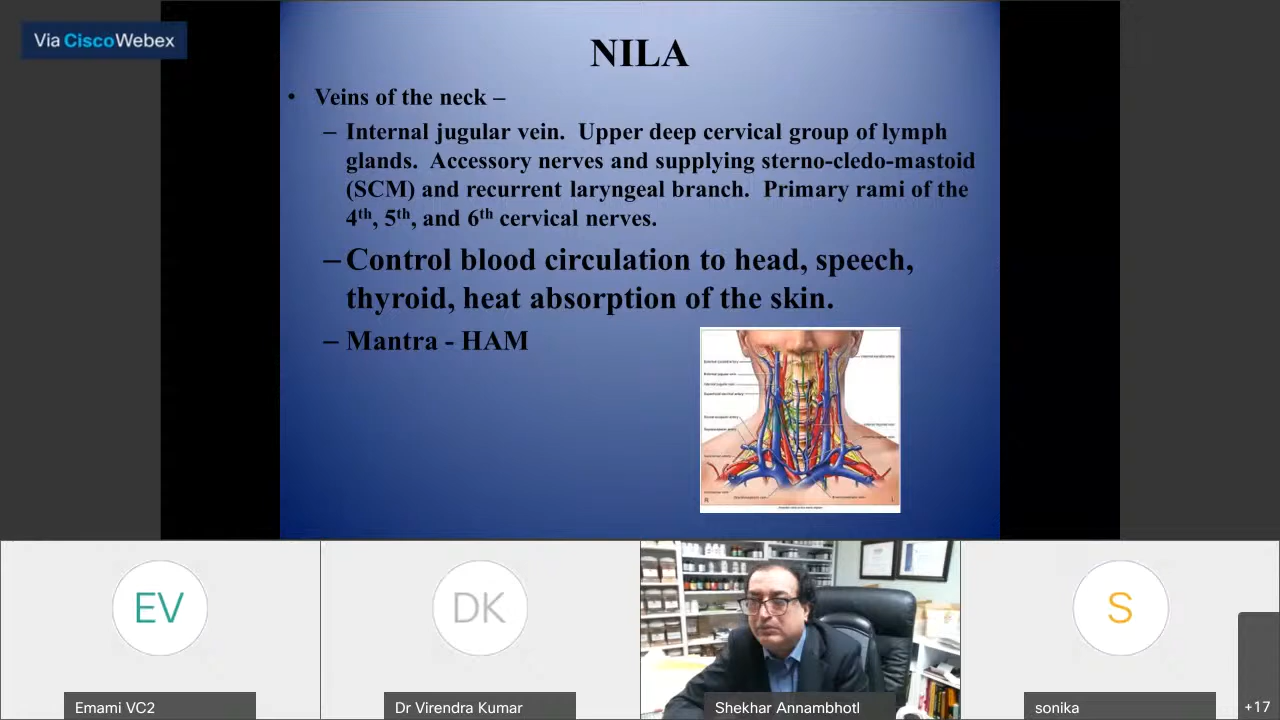 Via CiscoWebex
NILA
• Veins of the neck –
– Internal jugular vein.  Upper deep cervical group of lymph
glands.  Accessory nerves and supplying sterno-cledo-mastoid
(SCM) and recurrent laryngeal branch.  Primary rami of the
4th, 5th, and 6th cervical nerves.
– Control blood circulation to head, speech,
thyroid, heat absorption of the skin.
– Mantra - HAM
EV
DK
S
Emami VC2
Dr Virendra Kumar
Shekhar Annambhotl
sonika
+17